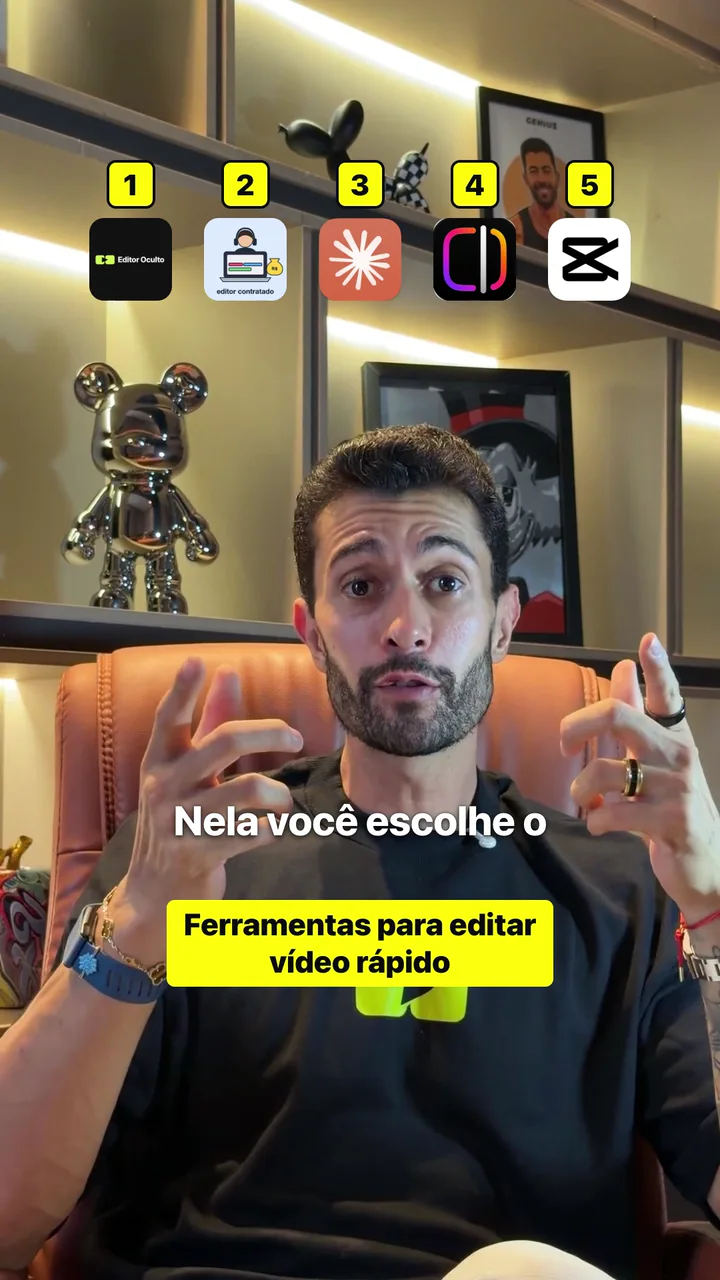 GENIUS
1
2
3
4
5
Editor Oculto
editor contratado
Nela você escolhe o
Ferramentas para editar
vídeo rápido